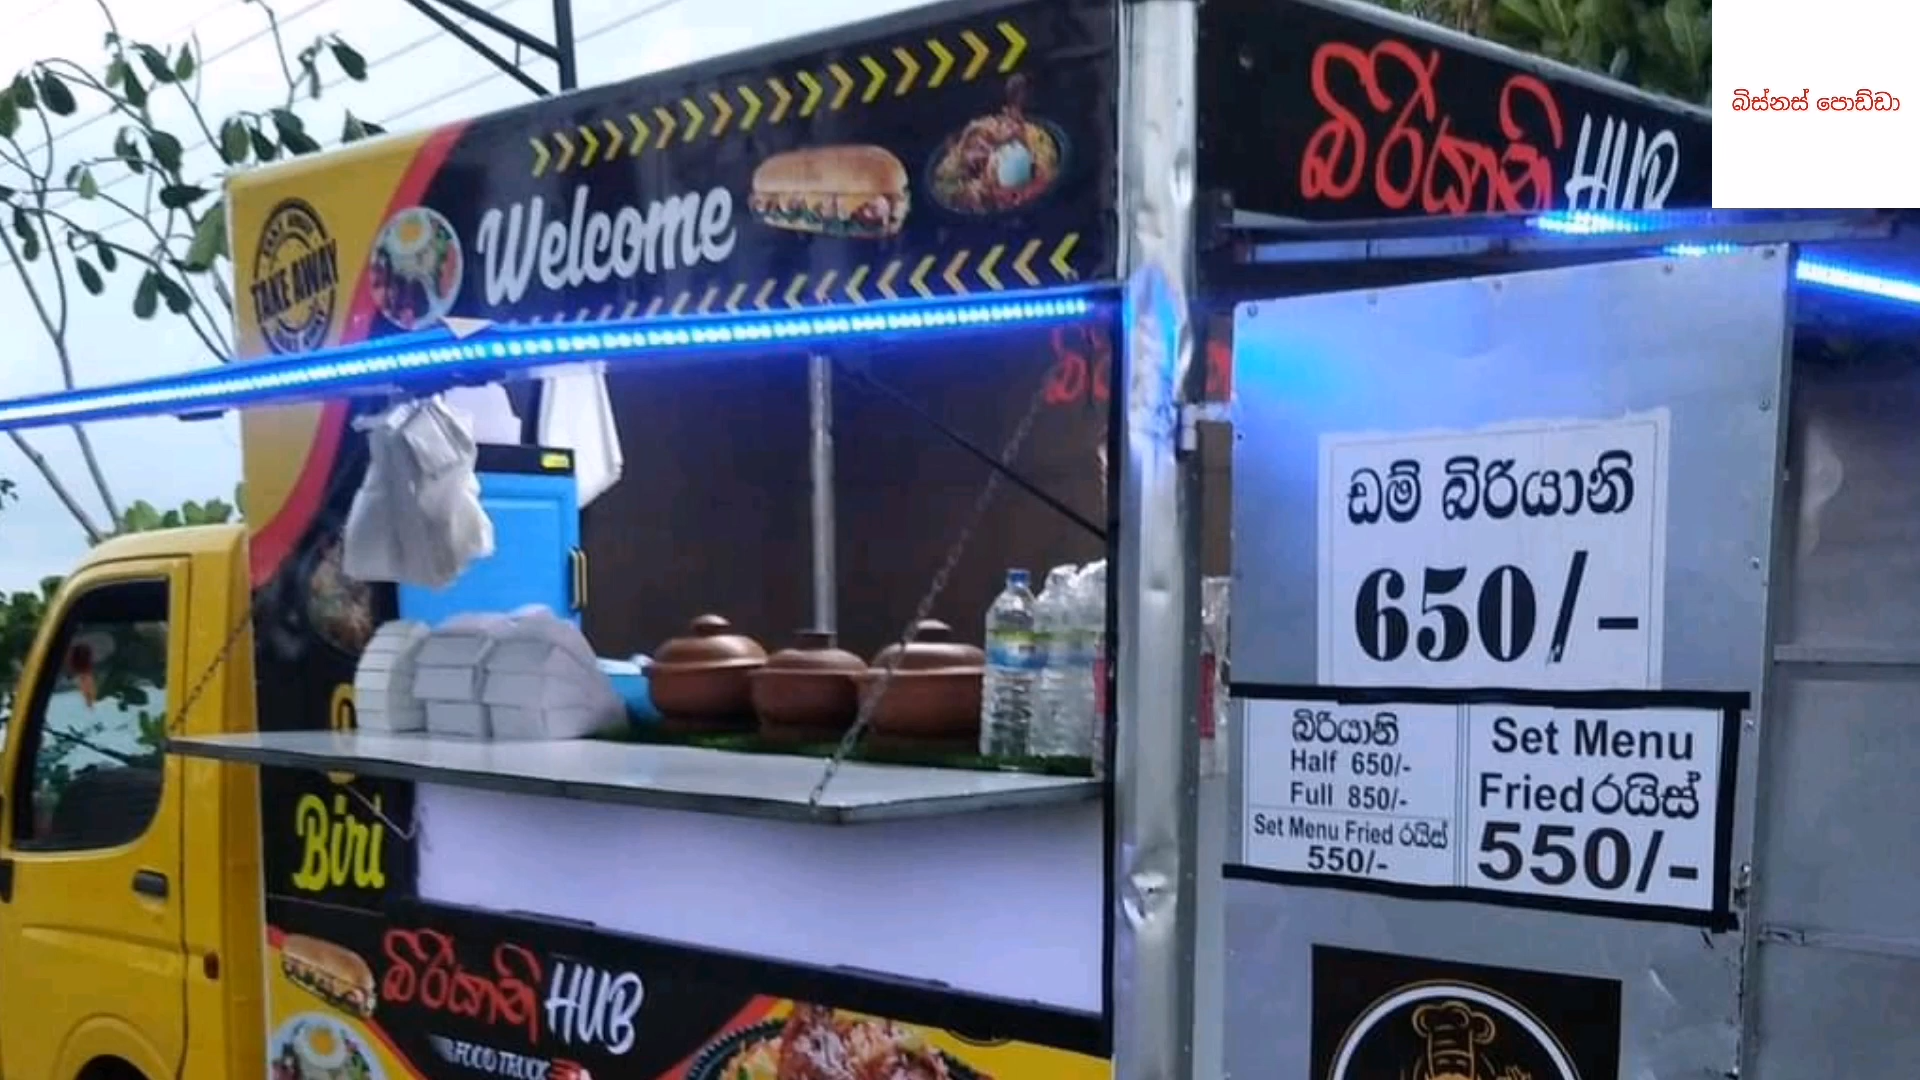 බිස්නස් පොඩ්ඩා
බිරියානි HUB
Welcome
TAKE AWAY
ඩම් බිරියානි
650/-
බිරියානි
Half 650/-
Full 850/-
Set Menu Fried රයිස්
550/-
Set Menu
Fried රයිස්
550/-
Biri
බිරියානි HUB
FOOD TRUCK